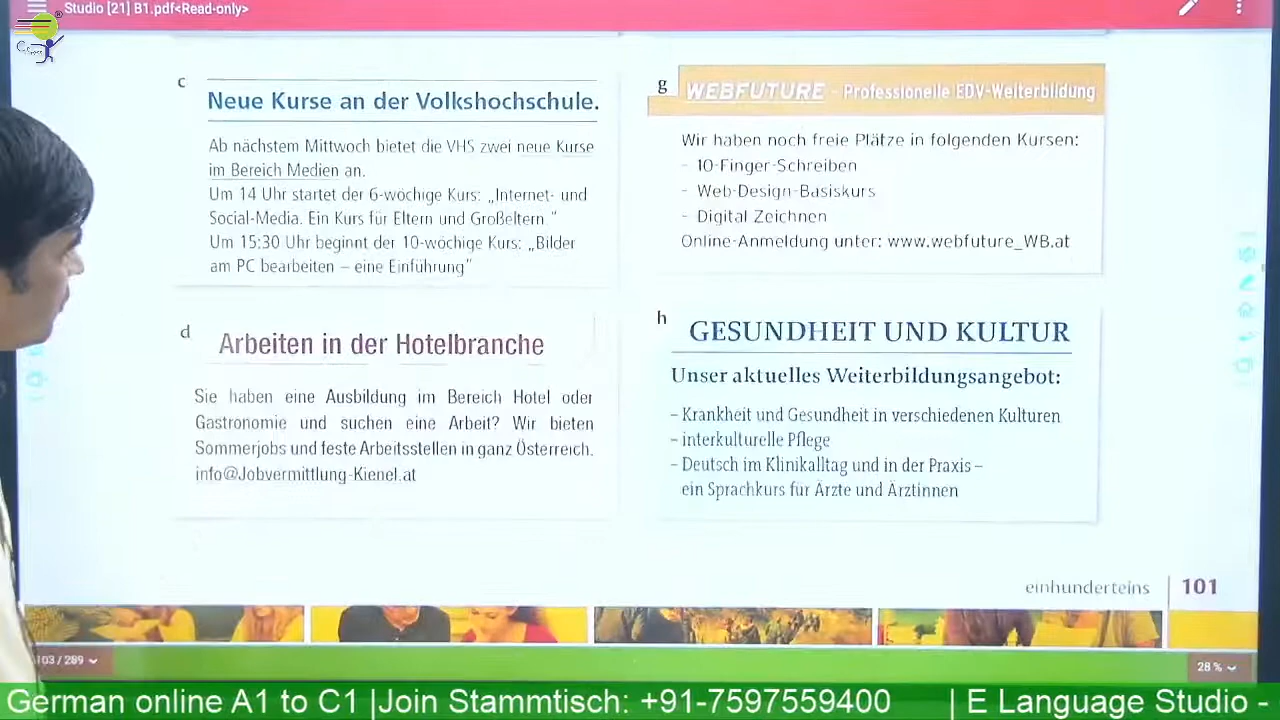 Studio [21] B1.pdf<Read-only>
c
Neue Kurse an der Volkshochschule.
Ab nächstem Mittwoch bietet die VHS zwei neue Kurse
im Bereich Medien an.
Um 14 Uhr startet der 6-wöchige Kurs: „Internet- und
Social-Media. Ein Kurs für Eltern und Großeltern "
Um 15:30 Uhr beginnt der 10-wöchige Kurs: „Bilder
am PC bearbeiten – eine Einführung"
d
Arbeiten in der Hotelbranche
Sie haben eine Ausbildung im Bereich Hotel oder
Gastronomie und suchen eine Arbeit? Wir bieten
Sommerjobs und feste Arbeitsstellen in ganz Österreich.
info@Jobvermittlung-Kienel.at
g
WEBFUTURE - Professionelle EDV-Weiterbildung
Wir haben noch freie Plätze in folgenden Kursen:
- 10-Finger-Schreiben
- Web-Design-Basiskurs
- Digital Zeichnen
Online-Anmeldung unter: www.webfuture_WB.at
h
GESUNDHEIT UND KULTUR
Unser aktuelles Weiterbildungsangebot:
– Krankheit und Gesundheit in verschiedenen Kulturen
– interkulturelle Pflege
– Deutsch im Klinikalltag und in der Praxis –
ein Sprachkurs für Ärzte und Ärztinnen
einhunderteins | 101
103 / 289
28 %
German online A1 to C1 |Join Stammtisch: +91-7597559400 | E Language Studio -